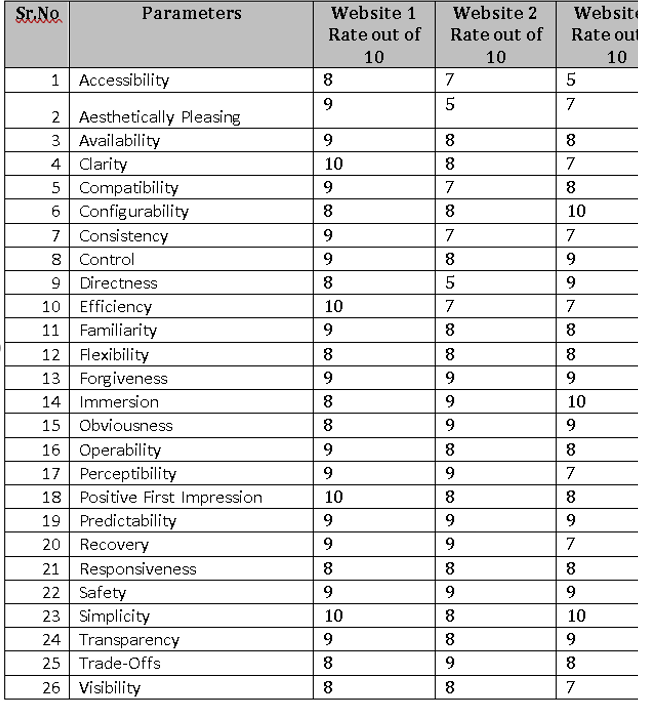 Sr.No Parameters Website 1 Website 2 Website
Rate out of Rate out of Rate out
10 10 10
1 Accessibility 8 7 5
2 Aesthetically Pleasing 9 5 7
3 Availability 9 8 8
4 Clarity 10 8 7
5 Compatibility 9 7 8
6 Configurability 8 8 10
7 Consistency 9 7 7
8 Control 9 8 9
9 Directness 8 5 9
10 Efficiency 10 7 7
11 Familiarity 9 8 8
12 Flexibility 8 8 8
13 Forgiveness 9 9 9
14 Immersion 8 9 10
15 Obviousness 8 9 9
16 Operability 9 8 8
17 Perceptibility 9 9 7
18 Positive First Impression 10 8 8
19 Predictability 9 9 9
20 Recovery 9 9 7
21 Responsiveness 8 8 8
22 Safety 9 9 9
23 Simplicity 10 8 10
24 Transparency 9 8 9
25 Trade-Offs 8 9 8
26 Visibility 8 8 7